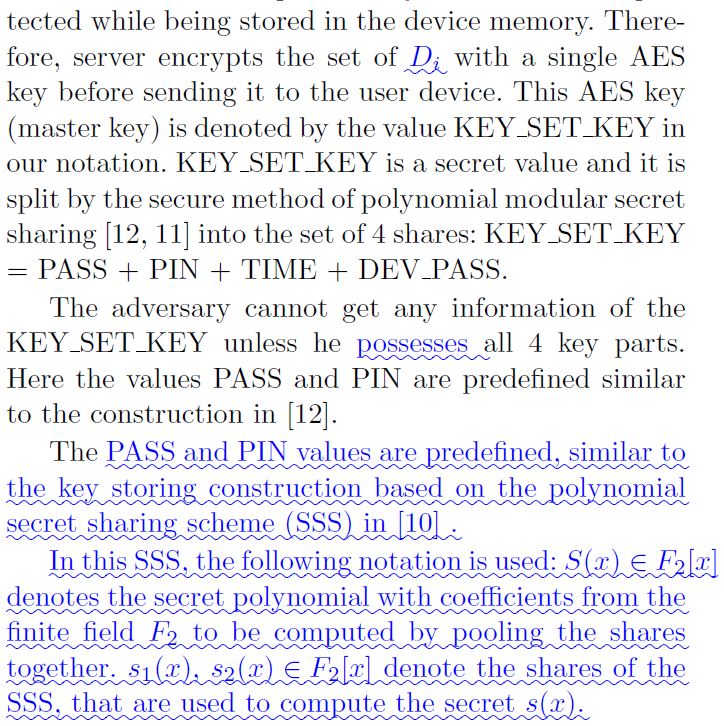 tected while being stored in the device memory. There-
fore, server encrypts the set of D_i with a single AES
key before sending it to the user device. This AES key
(master key) is denoted by the value KEY_SET_KEY in
our notation. KEY_SET_KEY is a secret value and it is
split by the secure method of polynomial modular secret
sharing [12, 11] into the set of 4 shares: KEY_SET_KEY
= PASS + PIN + TIME + DEV_PASS.
The adversary cannot get any information of the
KEY_SET_KEY unless he possesses all 4 key parts.
Here the values PASS and PIN are predefined similar
to the construction in [12].
The PASS and PIN values are predefined, similar to
the key storing construction based on the polynomial
secret sharing scheme (SSS) in [10] .
In this SSS, the following notation is used: S(x) ∈ F₂[x]
denotes the secret polynomial with coefficients from the
finite field F₂ to be computed by pooling the shares
together. s₁(x), s₂(x) ∈ F₂[x] denote the shares of the
SSS, that are used to compute the secret s(x).